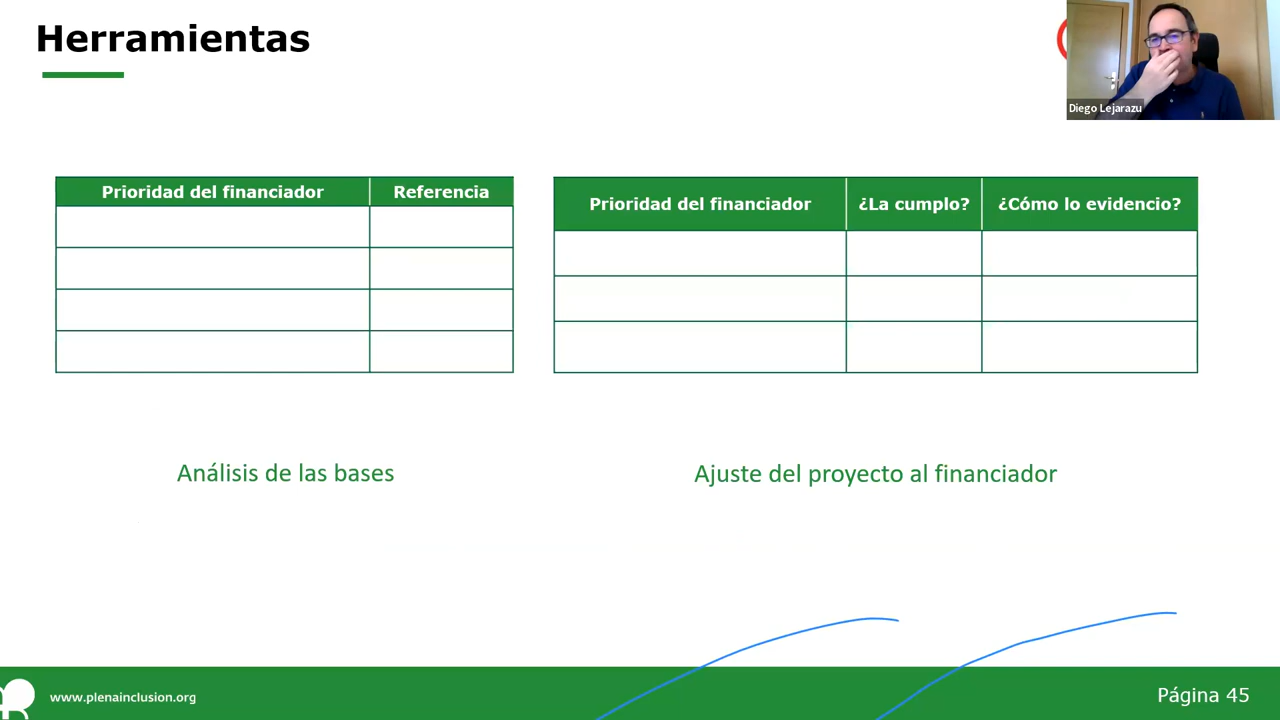 Herramientas
Diego Lejarazu
Prioridad del financiador Referencia
Prioridad del financiador ¿La cumplo? ¿Cómo lo evidencio?
Análisis de las bases
Ajuste del proyecto al financiador
www.plenainclusion.org
Página 45